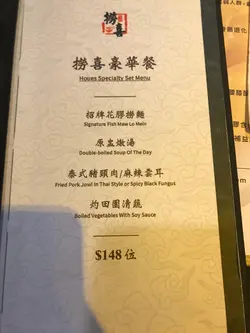 撈喜
撈喜豪華餐
Houes Specialty Set Menu
招牌花膠撈麵
Signature Fish Maw Lo Mein
原盅燉湯
Double-boiled Soup Of The Day
泰式豬頸肉/麻辣雲耳
Fried Pork Jowl In Thai Style or Spicy Black Fungus
灼田園清蔬
Boiled Vegetables With Soy Sauce
$148 位